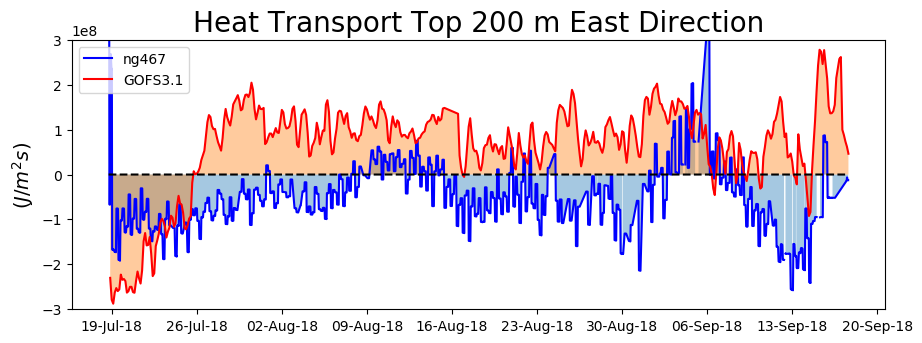 Heat Transport Top 200 m East Direction
1e8
ng467
GOFS3.1
3
2
1
0
−1
−2
−3
(J/m² s)
19-Jul-18 26-Jul-18 02-Aug-18 09-Aug-18 16-Aug-18 23-Aug-18 30-Aug-18 06-Sep-18 13-Sep-18 20-Sep-18